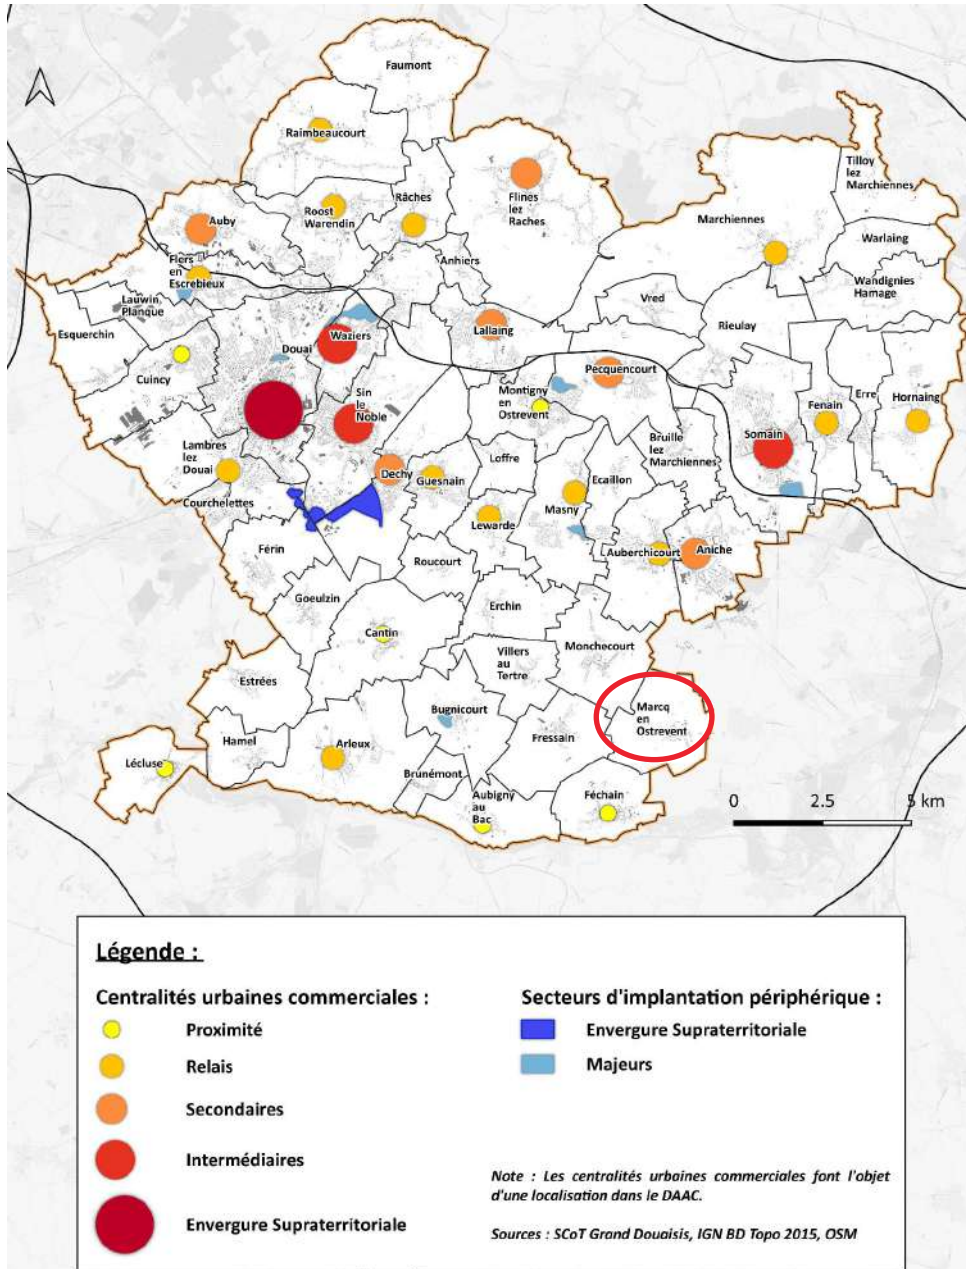 Faumont
Raimbeaucourt
Tilloy
lez
Marchiennes
Râches
Flines
lez
Raches
Roost
Warendin
Auby
Marchiennes
Warlaing
Flers
en
Escrebieux
Anhiers
Wandignies
Hamage
Lauwin
Planque
Vred
Esquerchin
Rieulay
Waziers
Lallaing
Douai
Cuincy
Pecquencourt
Sin
le
Noble
Montigny
en
Ostrevent
Erre
Hornaing
Fenain
Somain
Bruille
lez
Marchiennes
Lambres
lez
Douai
Loffre
Dechy
Guesnain
Ecaillon
Courchelettes
Masny
Lewarde
Férin
Auberchicourt
Aniche
Roucourt
Goeulzin
Erchin
Cantin
Villers
au
Tertre
Monchecourt
Estrées
Marcq
en
Ostrevent
Bugnicourt
Hamel
Arleux
Fressain
Lécluse
Brunémont
Aubigny
au
Bac
Féchain
0 2.5 5 km
Légende :
Centralités urbaines commerciales :
Proximité
Relais
Secondaires
Intermédiaires
Envergure Supraterritoriale
Secteurs d'implantation périphérique :
Envergure Supraterritoriale
Majeurs
Note : Les centralités urbaines commerciales font l'objet
d'une localisation dans le DAAC.
Sources : SCoT Grand Douaisis, IGN BD Topo 2015, OSM